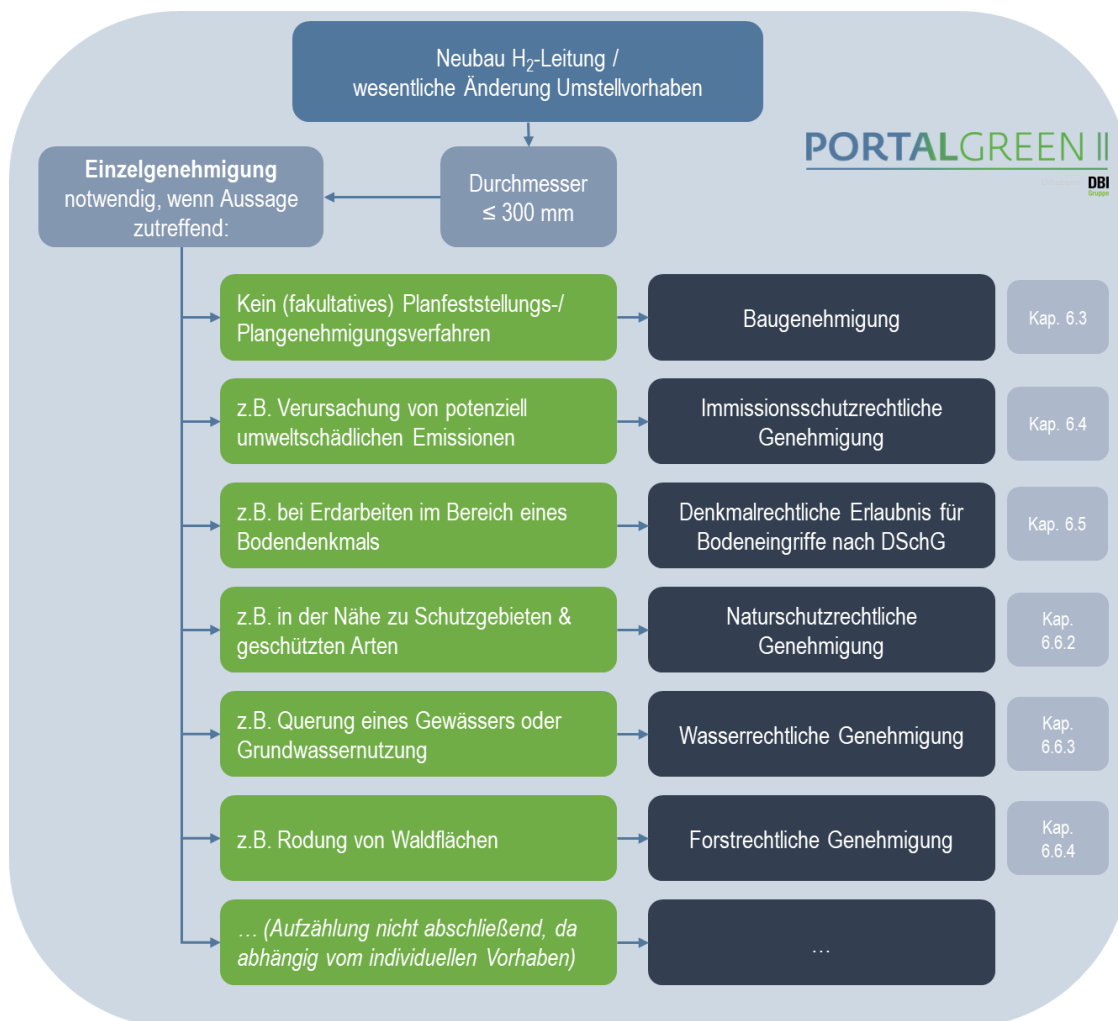 Neubau H₂-Leitung /
wesentliche Änderung Umstellvorhaben
PORTALGREEN II
DBI
Gruppe
Einzelgenehmigung
notwendig, wenn Aussage
zutreffend:
Durchmesser
≤ 300 mm
Kein (fakultatives) Planfeststellungs-/
Plangenehmigungsverfahren
Baugenehmigung
Kap. 6.3
z.B. Verursachung von potenziell
umweltschädlichen Emissionen
Immissionsschutzrechtliche
Genehmigung
Kap. 6.4
z.B. bei Erdarbeiten im Bereich eines
Bodendenkmals
Denkmalrechtliche Erlaubnis für
Bodeneingriffe nach DSchG
Kap. 6.5
z.B. in der Nähe zu Schutzgebieten &
geschützten Arten
Naturschutzrechtliche
Genehmigung
Kap.
6.6.2
z.B. Querung eines Gewässers oder
Grundwassernutzung
Wasserrechtliche Genehmigung
Kap.
6.6.3
z.B. Rodung von Waldflächen
Forstrechtliche Genehmigung
Kap.
6.6.4
… (Aufzählung nicht abschließend, da
abhängig vom individuellen Vorhaben)
…